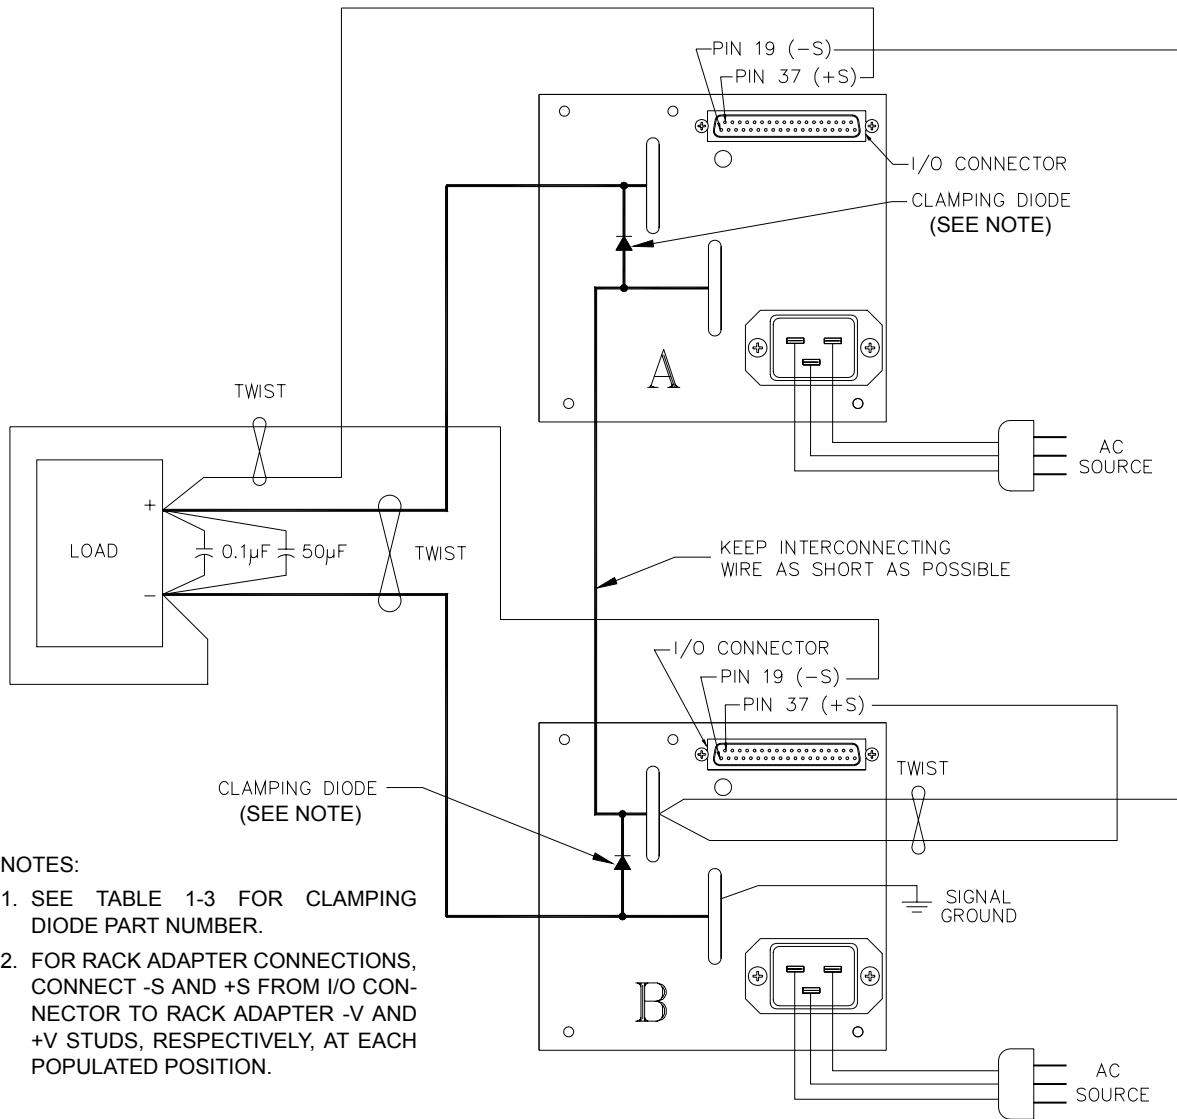 PIN 19 (−S)
PIN 37 (+S)
I/O CONNECTOR
CLAMPING DIODE
(SEE NOTE)
A
TWIST
AC
SOURCE
+
LOAD
0.1µF
50µF
TWIST
−
KEEP INTERCONNECTING
WIRE AS SHORT AS POSSIBLE
I/O CONNECTOR
PIN 19 (−S)
PIN 37 (+S)
TWIST
CLAMPING DIODE
(SEE NOTE)
SIGNAL
GROUND
B
AC
SOURCE
NOTES:
1. SEE TABLE 1-3 FOR CLAMPING
DIODE PART NUMBER.
2. FOR RACK ADAPTER CONNECTIONS,
CONNECT -S AND +S FROM I/O CON-
NECTOR TO RACK ADAPTER -V AND
+V STUDS, RESPECTIVELY, AT EACH
POPULATED POSITION.